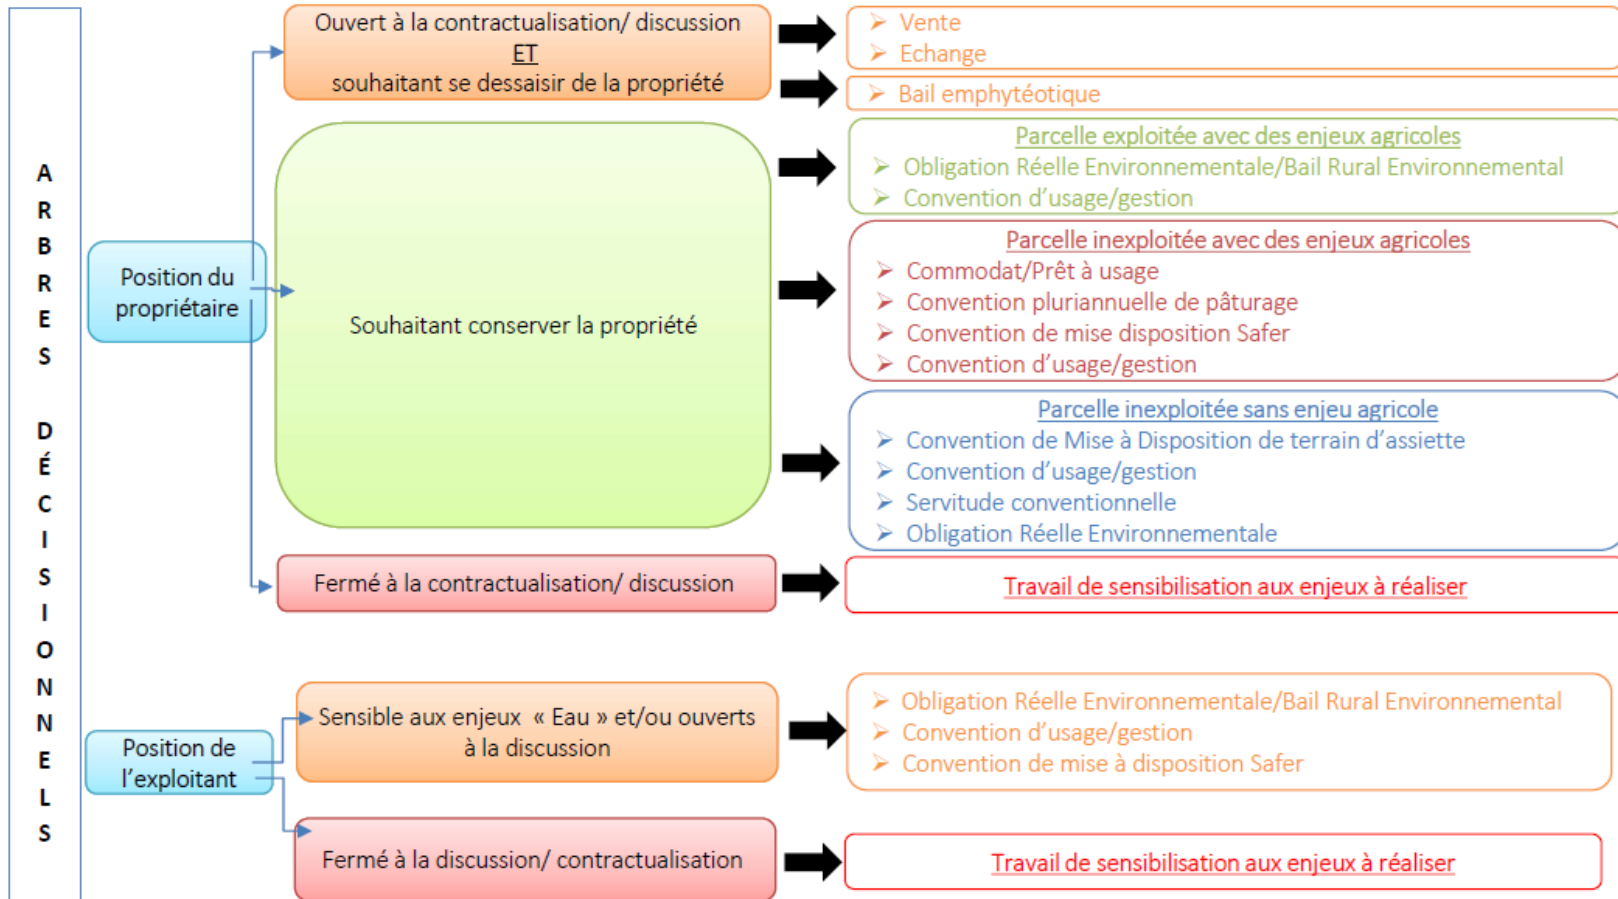 ARBRES DÉCISIONNELS
Position du
propriétaire
Ouvert à la contractualisation/ discussion
ET
souhaitant se dessaisir de la propriété
➢ Vente
➢ Echange
➢ Bail emphytéotique
Souhaitant conserver la propriété
Parcelle exploitée avec des enjeux agricoles
➢ Obligation Réelle Environnementale/Bail Rural Environnemental
➢ Convention d’usage/gestion
Parcelle inexploitée avec des enjeux agricoles
➢ Commodat/Prêt à usage
➢ Convention pluriannuelle de pâturage
➢ Convention de mise disposition Safer
➢ Convention d’usage/gestion
Parcelle inexploitée sans enjeu agricole
➢ Convention de Mise à Disposition de terrain d’assiette
➢ Convention d’usage/gestion
➢ Servitude conventionnelle
➢ Obligation Réelle Environnementale
Fermé à la contractualisation/ discussion
Travail de sensibilisation aux enjeux à réaliser
Position de
l’exploitant
Sensible aux enjeux « Eau » et/ou ouverts
à la discussion
➢ Obligation Réelle Environnementale/Bail Rural Environnemental
➢ Convention d’usage/gestion
➢ Convention de mise à disposition Safer
Fermé à la discussion/ contractualisation
Travail de sensibilisation aux enjeux à réaliser